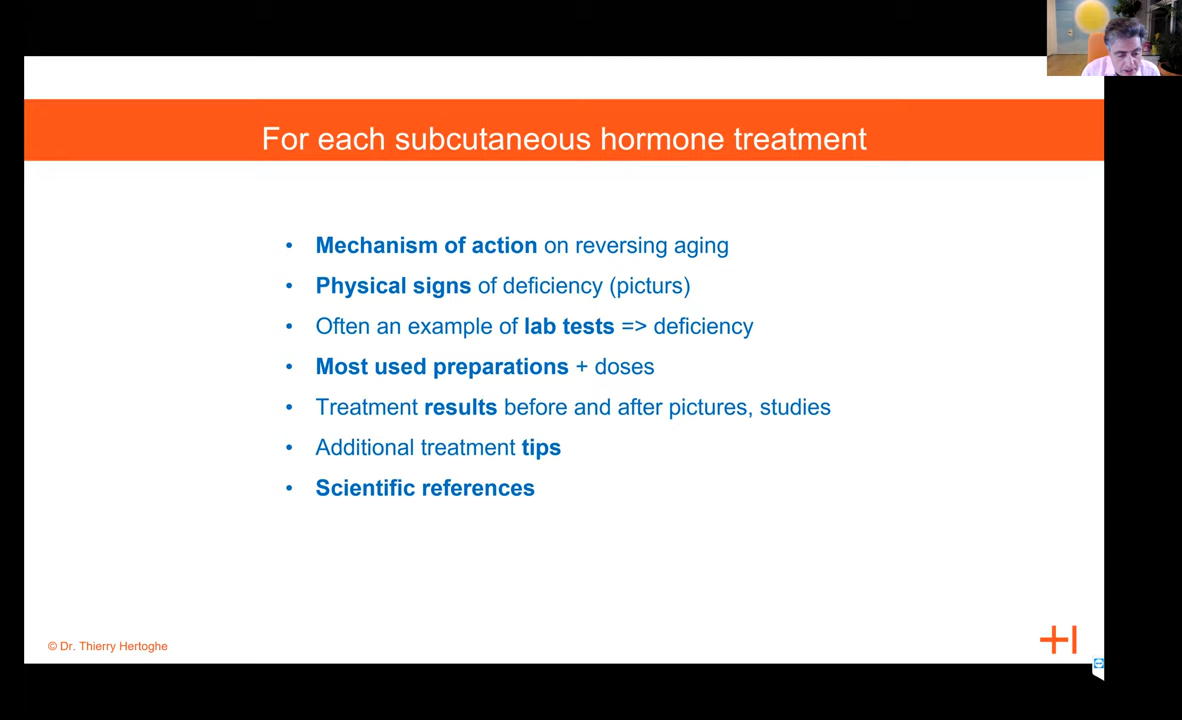 For each subcutaneous hormone treatment
• Mechanism of action on reversing aging
• Physical signs of deficiency (picturs)
• Often an example of lab tests => deficiency
• Most used preparations + doses
• Treatment results before and after pictures, studies
• Additional treatment tips
• Scientific references
© Dr. Thierry Hertoghe